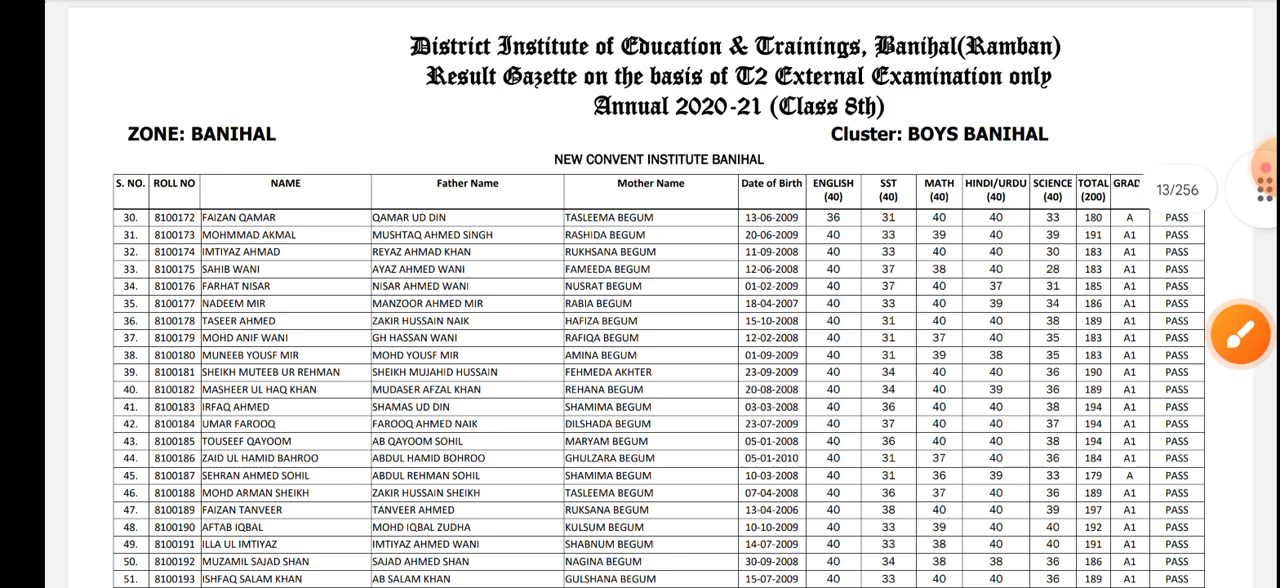 District Institute of Education & Trainings, Banihal(Ramban)
Result Gazette on the basis of T2 External Examination only
Annual 2020-21 (Class 8th)
ZONE: BANIHAL Cluster: BOYS BANIHAL
NEW CONVENT INSTITUTE BANIHAL
S. NO. ROLL NO NAME Father Name Mother Name Date of Birth ENGLISH (40) SST (40) MATH (40) HINDI/URDU (40) SCIENCE (40) TOTAL (200) GRAD 13/256
30. 8100172 FAIZAN QAMAR QAMAR UD DIN TASLEEMA BEGUM 13-06-2009 36 31 40 40 33 180 A PASS
31. 8100173 MOHMMAD AKMAL MUSHTAQ AHMED SINGH RASHIDA BEGUM 20-06-2009 40 33 39 40 39 191 A1 PASS
32. 8100174 IMTIYAZ AHMAD REYAZ AHMAD KHAN RUKHSANA BEGUM 11-09-2008 40 33 40 40 30 183 A1 PASS
33. 8100175 SAHIB WANI AYAZ AHMED WANI FAMEEDA BEGUM 12-06-2008 40 37 38 40 28 183 A1 PASS
34. 8100176 FARHAT NISAR NISAR AHMED WANI NUSRAT BEGUM 01-02-2009 40 37 40 37 31 185 A1 PASS
35. 8100177 NADEEM MIR MANZOOR AHMED MIR RABIA BEGUM 18-04-2007 40 33 40 39 34 186 A1 PASS
36. 8100178 TASEER AHMED ZAKIR HUSSAIN NAIK HAFIZA BEGUM 15-10-2008 40 31 40 40 38 189 A1 PASS
37. 8100179 MOHD ANIF WANI GH HASSAN WANI RAFIQA BEGUM 12-02-2008 40 31 37 40 35 183 A1 PASS
38. 8100180 MUNEEB YOUSF MIR MOHD YOUSF MIR AMINA BEGUM 01-09-2009 40 31 39 38 35 183 A1 PASS
39. 8100181 SHEIKH MUTEEB UR REHMAN SHEIKH MUJAHID HUSSAIN FEHMEDA AKHTER 23-09-2009 40 34 40 40 36 190 A1 PASS
40. 8100182 MASHEER UL HAQ KHAN MUDASER AFZAL KHAN REHANA BEGUM 20-08-2008 40 34 40 39 36 189 A1 PASS
41. 8100183 IRFAQ AHMED SHAMAS UD DIN SHAMIMA BEGUM 03-03-2008 40 36 40 40 38 194 A1 PASS
42. 8100184 UMAR FAROOQ FAROOQ AHMED NAIK DILSHADA BEGUM 23-07-2009 40 37 40 40 37 194 A1 PASS
43. 8100185 TOUSEEF QAYOOM AB QAYOOM SOHIL MARYAM BEGUM 05-01-2008 40 36 40 40 38 194 A1 PASS
44. 8100186 ZAID UL HAMID BAHROO ABDUL HAMID BOHROO GHULZARA BEGUM 05-01-2010 40 31 37 40 36 184 A1 PASS
45. 8100187 SEHRAN AHMED SOHIL ABDUL REHMAN SOHIL SHAMIMA BEGUM 10-03-2008 40 31 36 39 33 179 A PASS
46. 8100188 MOHD ARMAN SHEIKH ZAKIR HUSSAIN SHEIKH TASLEEMA BEGUM 07-04-2008 40 36 37 40 36 189 A1 PASS
47. 8100189 FAIZAN TANVEER TANVEER AHMED RUKSANA BEGUM 13-04-2006 40 38 40 40 39 197 A1 PASS
48. 8100190 AFTAB IQBAL MOHD IQBAL ZUDHA KULSUM BEGUM 10-10-2009 40 33 39 40 40 192 A1 PASS
49. 8100191 ILLA UL IMTIYAZ IMTIYAZ AHMED WANI SHABNUM BEGUM 14-07-2009 40 33 38 40 40 191 A1 PASS
50. 8100192 MUZAMIL SAJAD SHAN SAJAD AHMED SHAN NAGINA BEGUM 30-09-2008 40 34 38 38 36 186 A1 PASS
51. 8100193 ISHFAQ SALAM KHAN AB SALAM KHAN GULSHANA BEGUM 15-07-2009 40 33 40 40 36 189 A1 PASS